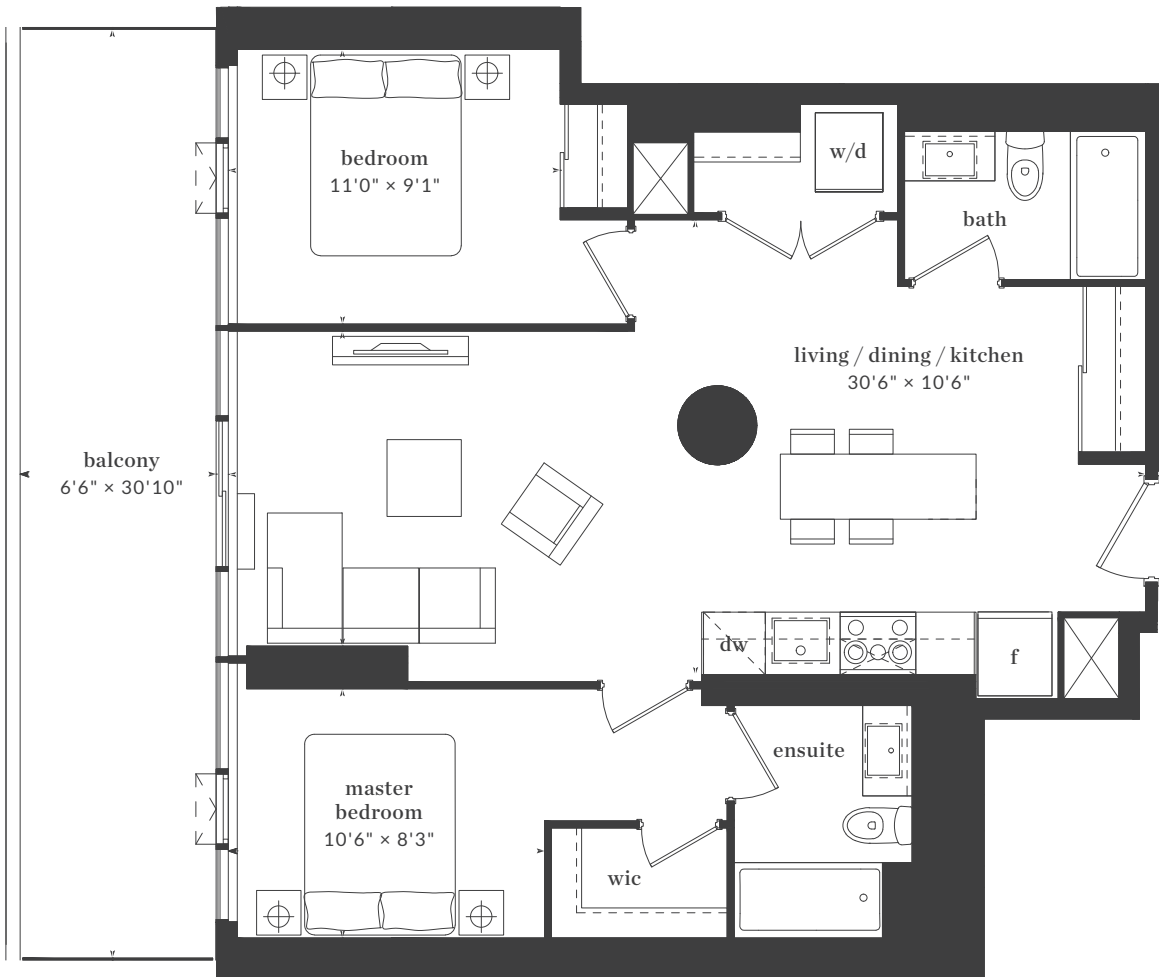 bedroom
11'0" × 9'1"
w/d
bath
living / dining / kitchen
30'6" × 10'6"
balcony
6'6" × 30'10"
dw
f
ensuite
master
bedroom
10'6" × 8'3"
wic